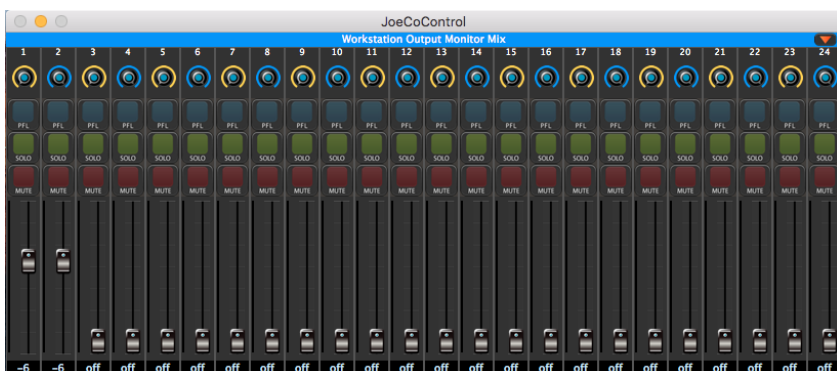 JoeCoControl
Workstation Output Monitor Mix
1 2 3 4 5 6 7 8 9 10 11 12 13 14 15 16 17 18 19 20 21 22 23 24
PFL PFL PFL PFL PFL PFL PFL PFL PFL PFL PFL PFL PFL PFL PFL PFL PFL PFL PFL PFL PFL PFL PFL PFL
SOLO SOLO SOLO SOLO SOLO SOLO SOLO SOLO SOLO SOLO SOLO SOLO SOLO SOLO SOLO SOLO SOLO SOLO SOLO SOLO SOLO SOLO SOLO SOLO
MUTE MUTE MUTE MUTE MUTE MUTE MUTE MUTE MUTE MUTE MUTE MUTE MUTE MUTE MUTE MUTE MUTE MUTE MUTE MUTE MUTE MUTE MUTE MUTE
-6 -6 off off off off off off off off off off off off off off off off off off off off off off